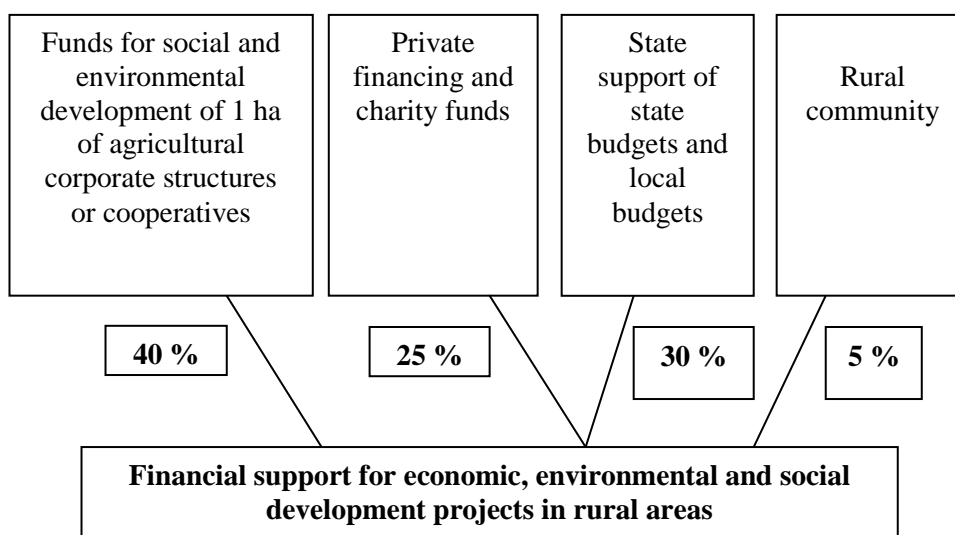 Funds for social and
environmental
development of 1 ha
of agricultural
corporate structures
or cooperatives
Private
financing and
charity funds
State
support of
state
budgets and
local
budgets
Rural
community
40 %
25 %
30 %
5 %
Financial support for economic, environmental and social
development projects in rural areas